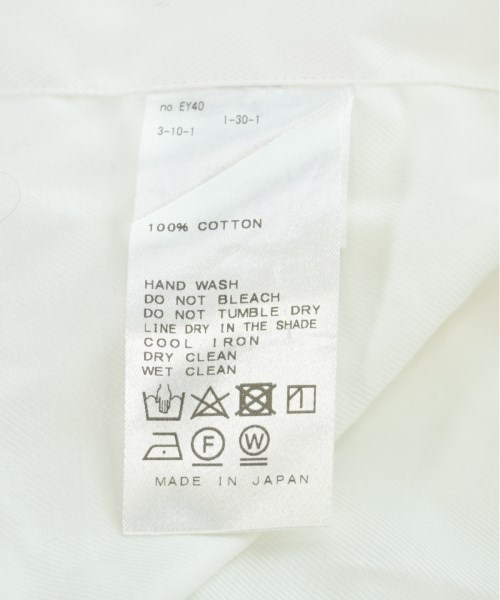 no. EY40
1-30-1
3-10-1
100% COTTON
HAND WASH
DO NOT BLEACH
DO NOT TUMBLE DRY
LINE DRY IN THE SHADE
COOL IRON
DRY CLEAN
WET CLEAN
F
W
MADE IN JAPAN